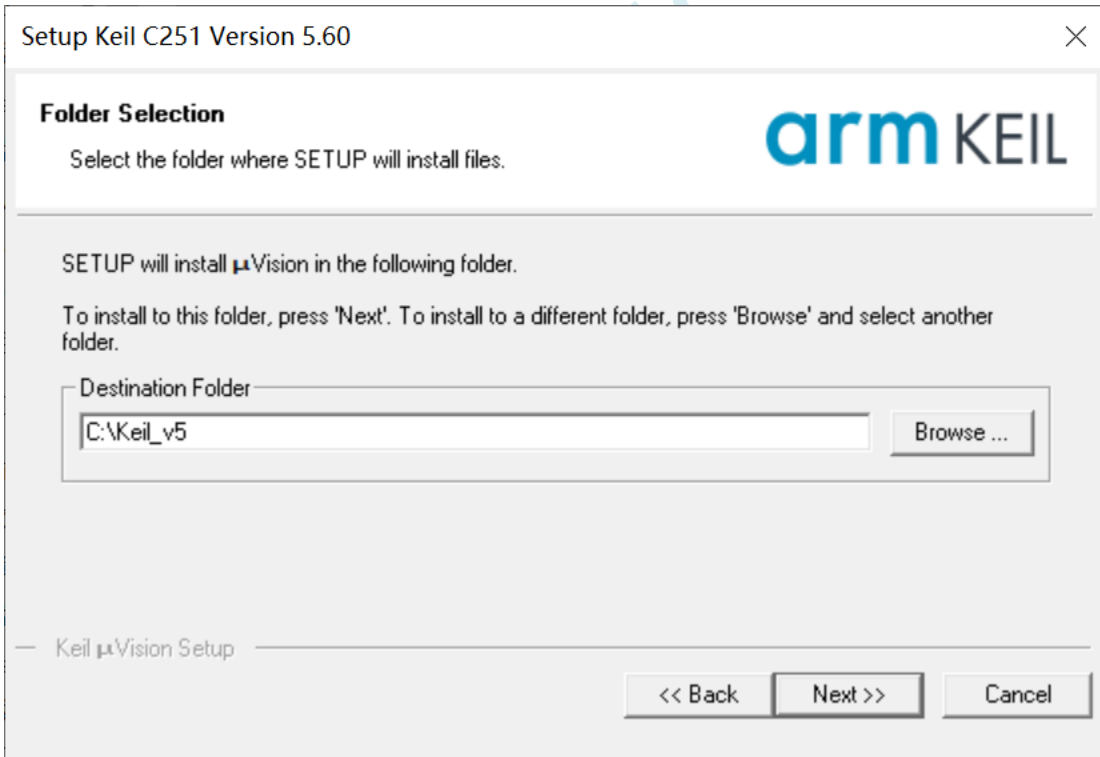 Setup Keil C251 Version 5.60
Folder Selection
Select the folder where SETUP will install files.
arm KEIL
SETUP will install µVision in the following folder.
To install to this folder, press 'Next'. To install to a different folder, press 'Browse' and select another
folder.
Destination Folder
C:\Keil_v5
Browse ...
Keil µVision Setup
<< Back
Next >>
Cancel